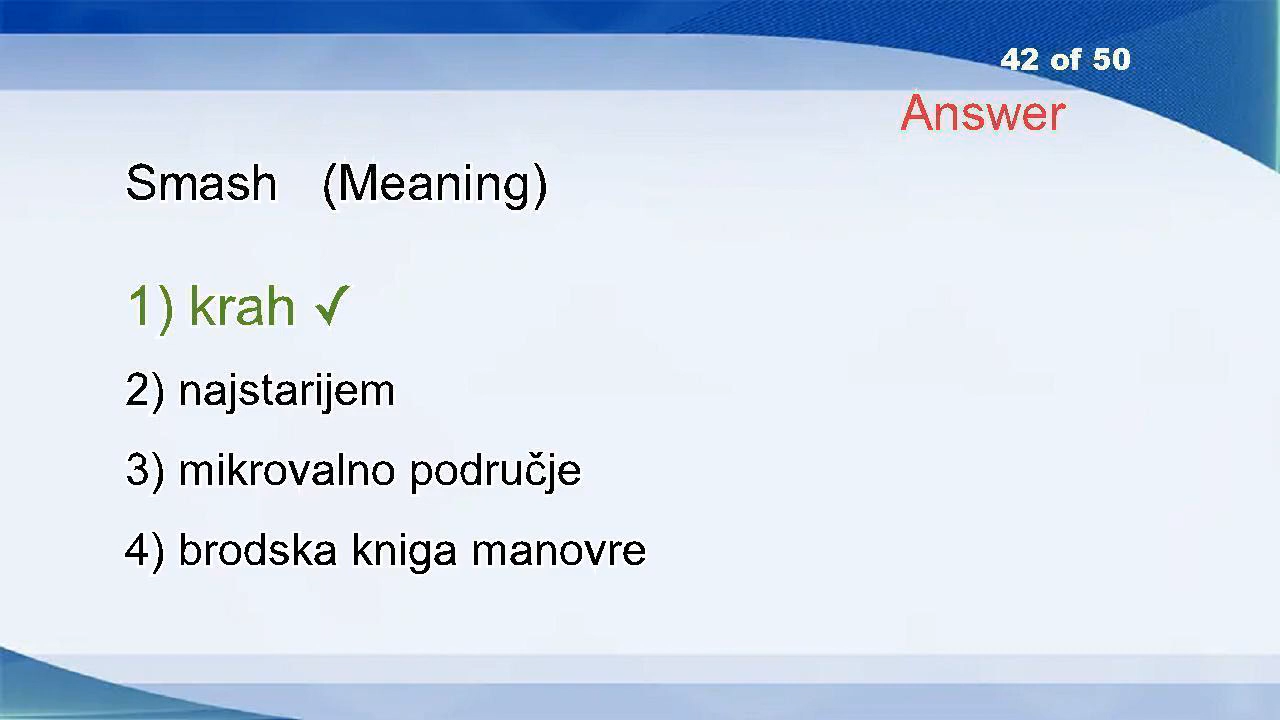 42 of 50
Answer
Smash (Meaning)
1) krah ✓
2) najstarijem
3) mikrovalno područje
4) brodska kniga manovre